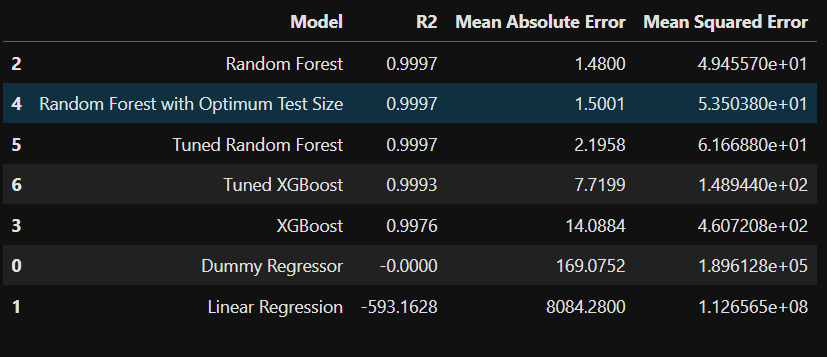 Model R2 Mean Absolute Error Mean Squared Error
2 Random Forest 0.9997 1.4800 4.945570e+01
4 Random Forest with Optimum Test Size 0.9997 1.5001 5.350380e+01
5 Tuned Random Forest 0.9997 2.1958 6.166880e+01
6 Tuned XGBoost 0.9993 7.7199 1.489440e+02
3 XGBoost 0.9976 14.0884 4.607208e+02
0 Dummy Regressor -0.0000 169.0752 1.896128e+05
1 Linear Regression -593.1628 8084.2800 1.126565e+08